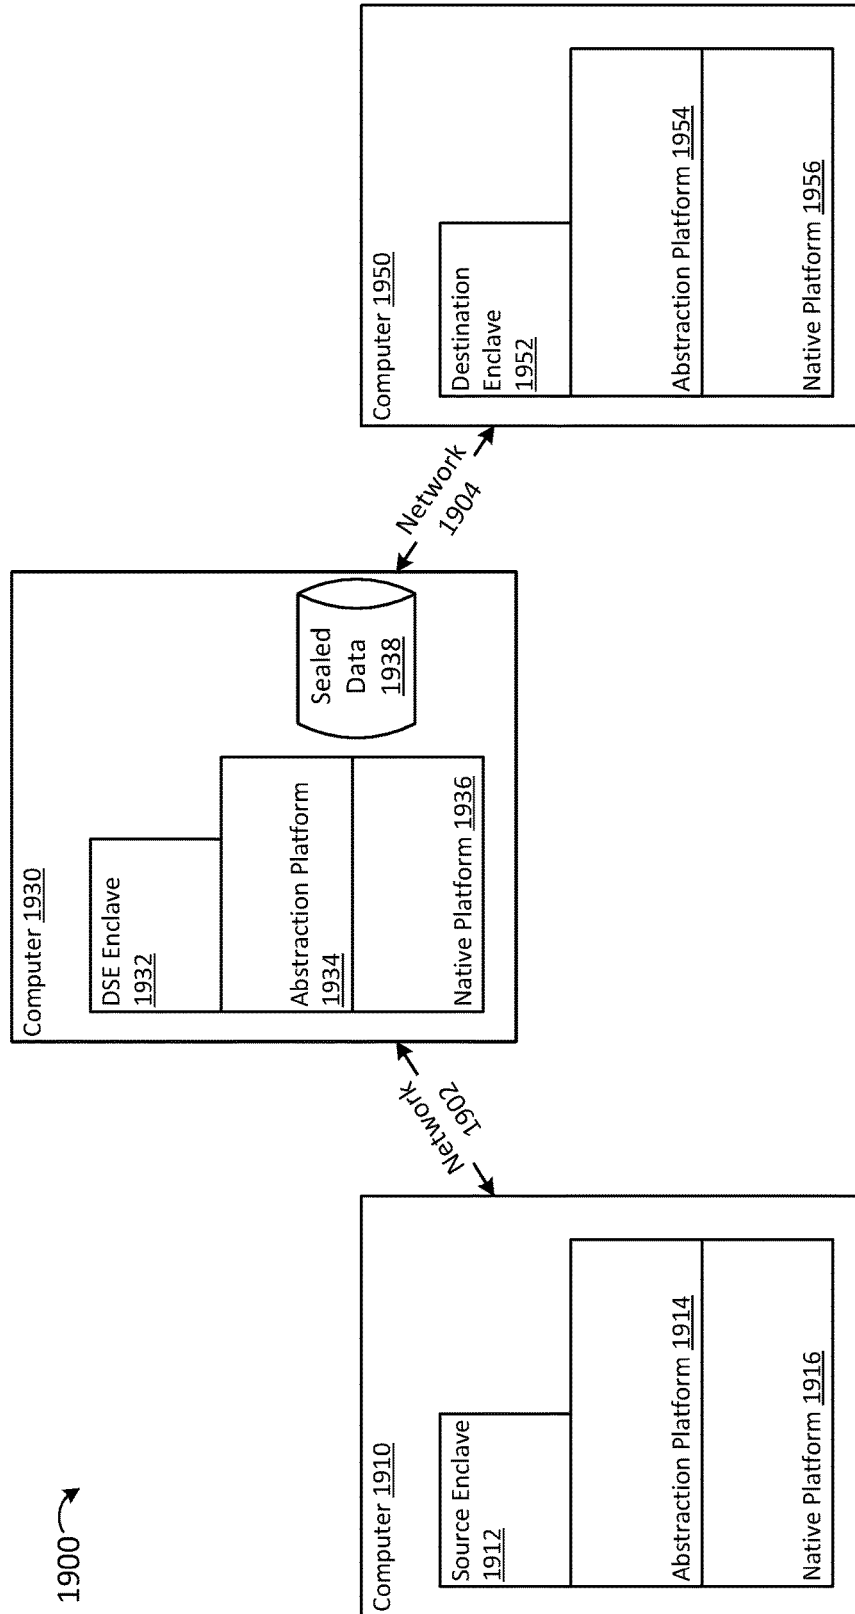 1900
Computer 1910
Source Enclave
1912
Abstraction Platform 1914
Native Platform 1916
Network
1902
Computer 1930
DSE Enclave
1932
Abstraction Platform
1934
Native Platform 1936
Sealed
Data
1938
Network
1904
Computer 1950
Destination
Enclave
1952
Abstraction Platform 1954
Native Platform 1956